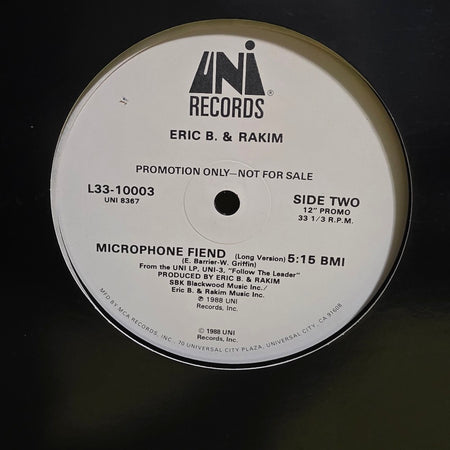 UNI
®
RECORDS
ERIC B. & RAKIM
PROMOTION ONLY—NOT FOR SALE
L33-10003
UNI 8367
SIDE TWO
12" PROMO
33 1/3 R.P.M.
MICROPHONE FIEND (Long Version) 5:15 BMI
(E. Barrier-W. Griffin)
From the UNI LP, UNI-3, "Follow The Leader"
PRODUCED BY ERIC B. & RAKIM
SBK Blackwood Music Inc./
Eric B. & Rakim Music Inc.
℗ 1988 UNI
Records, Inc.
© 1988 UNI
Records, Inc.
MFD BY MCA RECORDS, INC., 70 UNIVERSAL CITY PLAZA, UNIVERSAL CITY, CA 91608